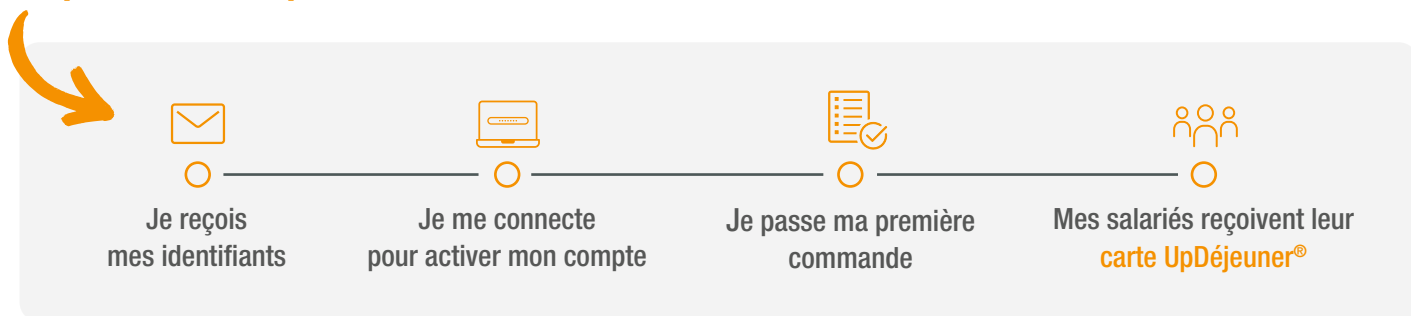 Je reçois
mes identifiants
Je me connecte
pour activer mon compte
Je passe ma première
commande
Mes salariés reçoivent leur
carte UpDéjeuner®